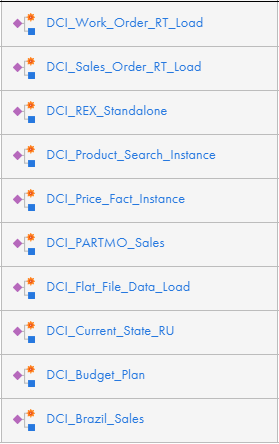 DCI_Work_Order_RT_Load
DCI_Sales_Order_RT_Load
DCI_REX_Standalone
DCI_Product_Search_Instance
DCI_Price_Fact_Instance
DCI_PARTMO_Sales
DCI_Flat_File_Data_Load
DCI_Current_State_RU
DCI_Budget_Plan
DCI_Brazil_Sales